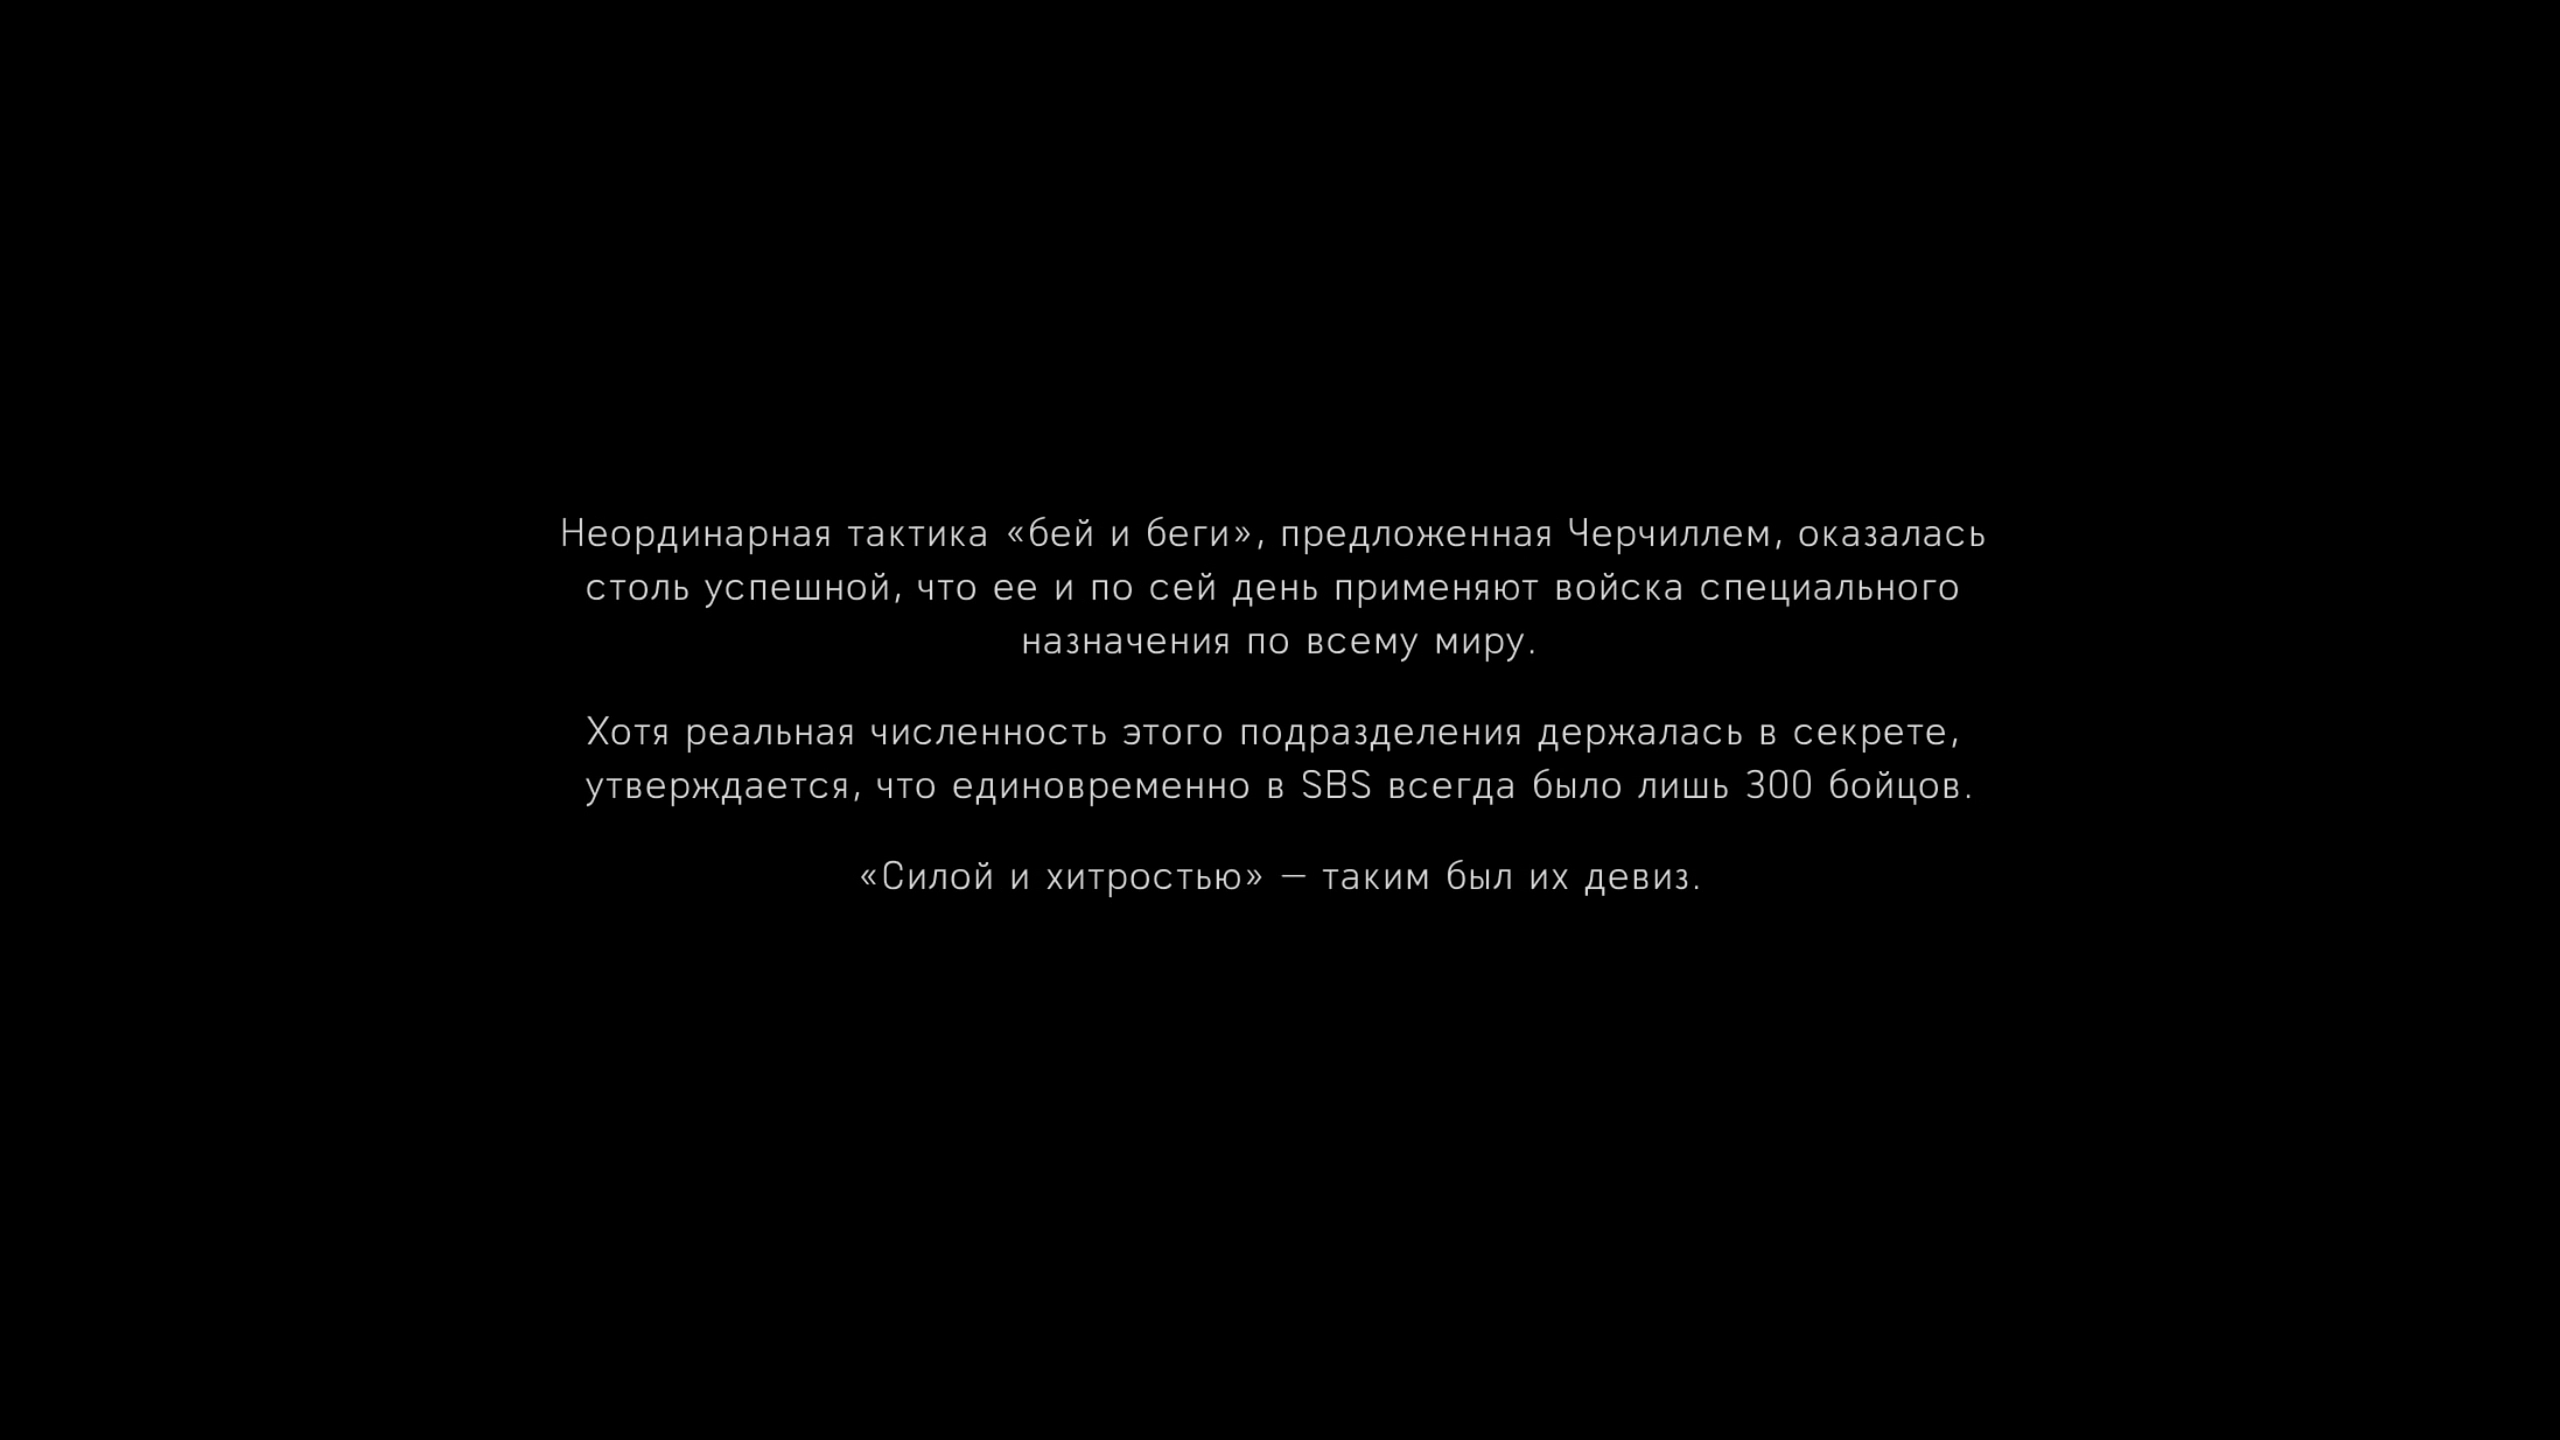 Неординарная тактика «бей и беги», предложенная Черчиллем, оказалась
столь успешной, что ее и по сей день применяют войска специального
назначения по всему миру.
Хотя реальная численность этого подразделения держалась в секрете,
утверждается, что единовременно в SBS всегда было лишь 300 бойцов.
«Силой и хитростью» — таким был их девиз.